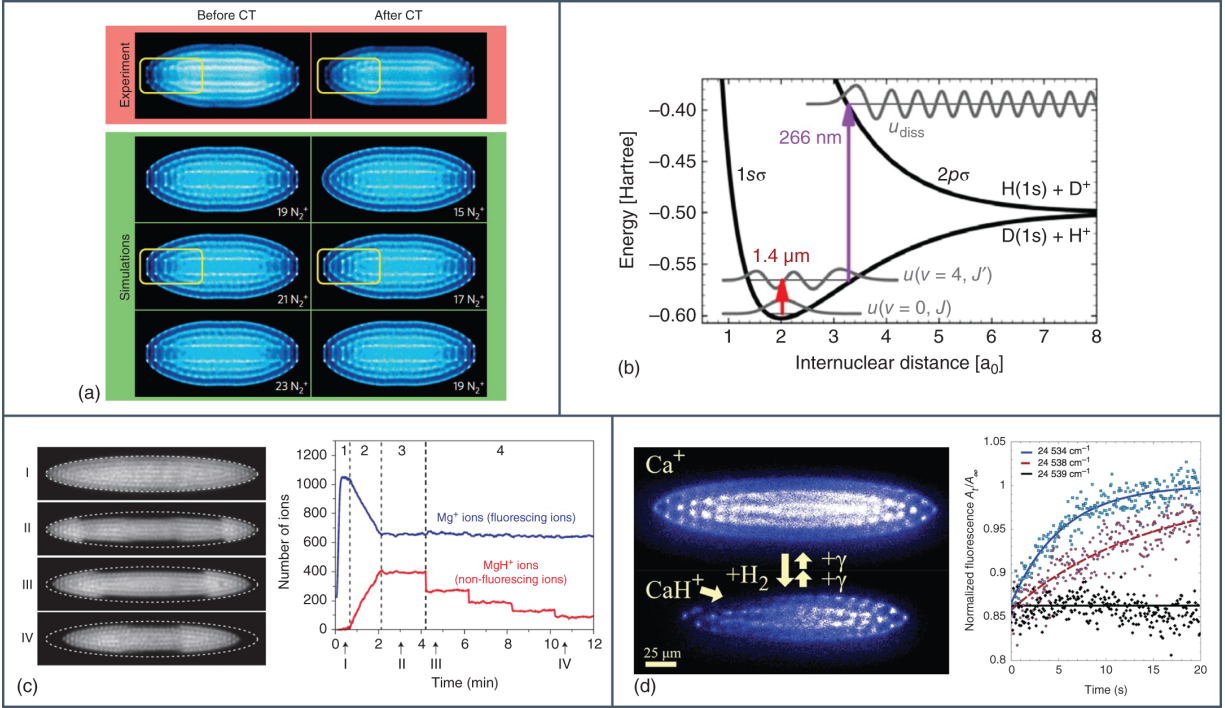 Before CT
After CT
Experiment
Simulations
19 N₂⁺
15 N₂⁺
21 N₂⁺
17 N₂⁺
23 N₂⁺
19 N₂⁺
(a)
Energy [Hartree]
−0.40
−0.45
−0.50
−0.55
−0.60
1sσ
266 nm
u_diss
2pσ
H(1s) + D⁺
D(1s) + H⁺
1.4 μm
u(v = 4, J′)
u(v = 0, J)
1 2 3 4 5 6 7 8
Internuclear distance [a₀]
(b)
I
II
III
IV
Number of ions
1200
1000
800
600
400
200
0
1 2 3 4
Mg⁺ ions (fluorescing ions)
MgH⁺ ions
(non-fluorescing ions)
0 2 4 6 8 10 12
I II III IV
Time (min)
(c)
Ca⁺
+H₂
+γ
+γ
CaH⁺
25 μm
(d)
Normalized fluorescence Aₜ/A∞
1.05
1
0.95
0.9
0.85
0.8
24 534 cm⁻¹
24 538 cm⁻¹
24 539 cm⁻¹
0 5 10 15 20
Time (s)